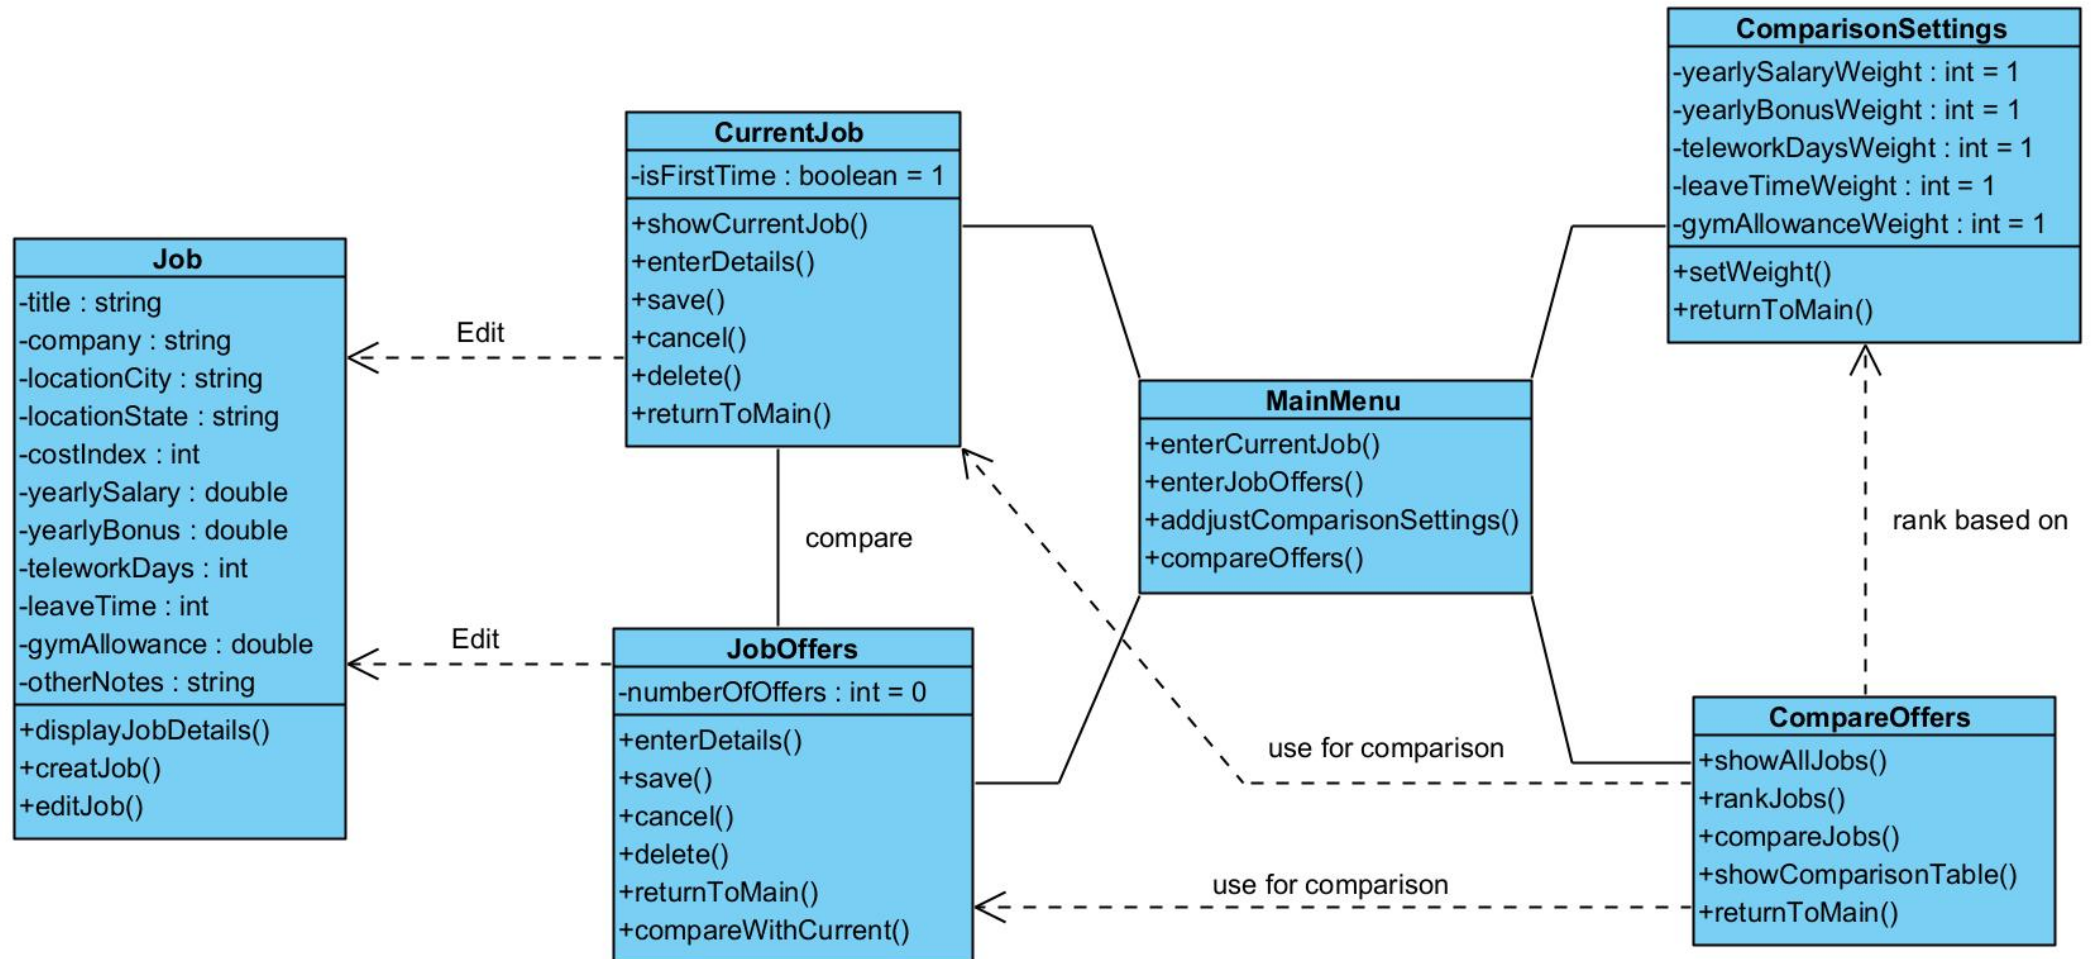 Job
-title : string
-company : string
-locationCity : string
-locationState : string
-costIndex : int
-yearlySalary : double
-yearlyBonus : double
-teleworkDays : int
-leaveTime : int
-gymAllowance : double
-otherNotes : string
+displayJobDetails()
+creatJob()
+editJob()
Edit
Edit
CurrentJob
-isFirstTime : boolean = 1
+showCurrentJob()
+enterDetails()
+save()
+cancel()
+delete()
+returnToMain()
compare
JobOffers
-numberOfOffers : int = 0
+enterDetails()
+save()
+cancel()
+delete()
+returnToMain()
+compareWithCurrent()
MainMenu
+enterCurrentJob()
+enterJobOffers()
+addjustComparisonSettings()
+compareOffers()
use for comparison
use for comparison
ComparisonSettings
-yearlySalaryWeight : int = 1
-yearlyBonusWeight : int = 1
-teleworkDaysWeight : int = 1
-leaveTimeWeight : int = 1
-gymAllowanceWeight : int = 1
+setWeight()
+returnToMain()
rank based on
CompareOffers
+showAllJobs()
+rankJobs()
+compareJobs()
+showComparisonTable()
+returnToMain()